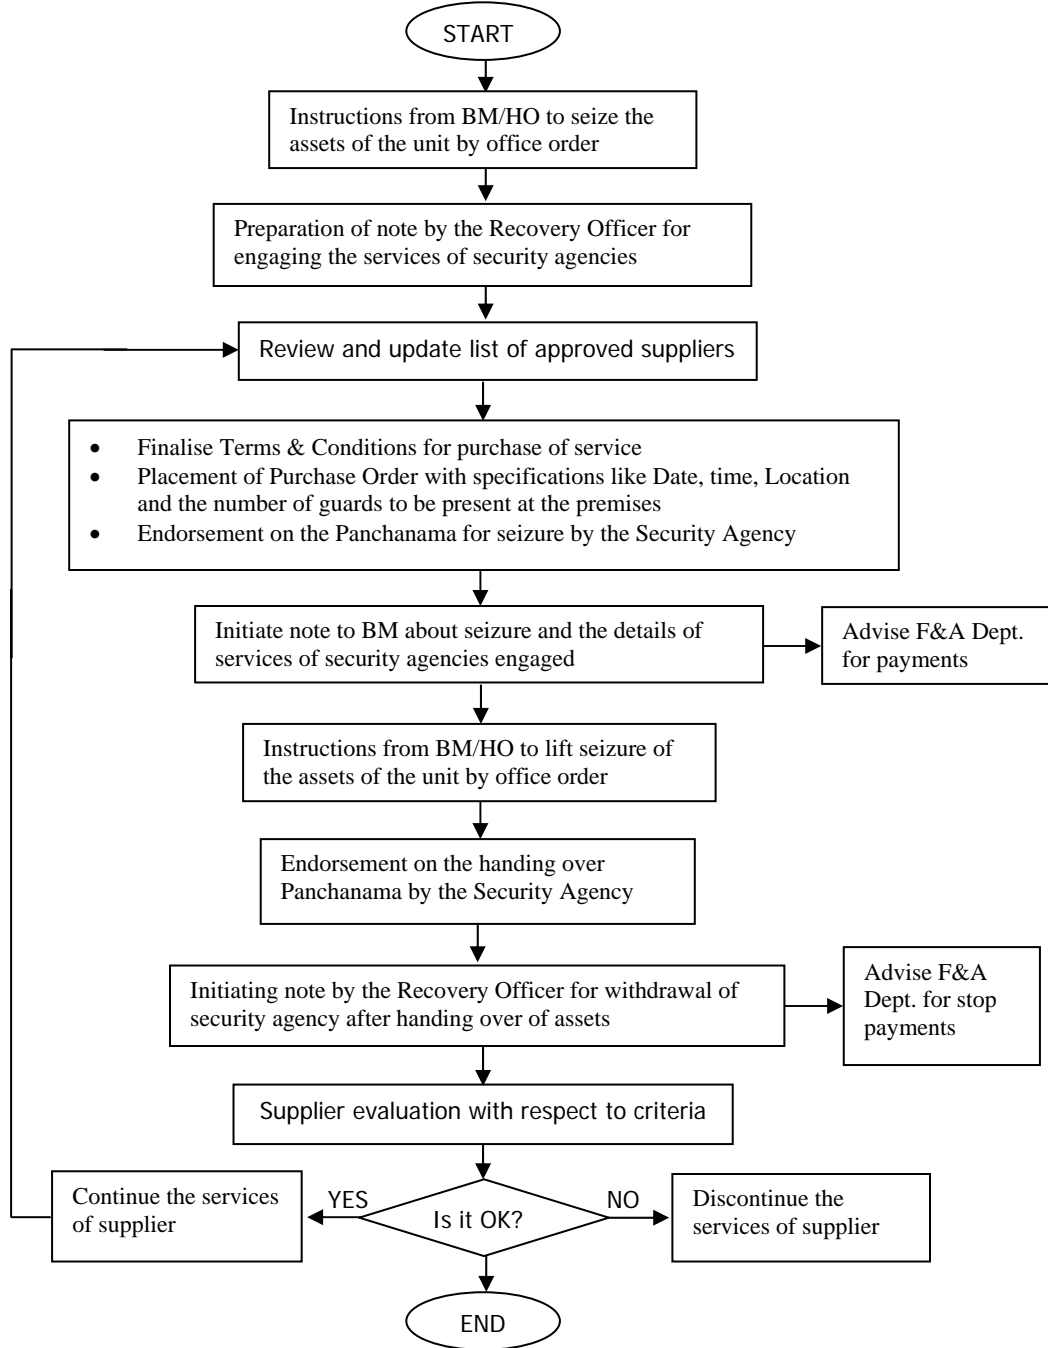 START
Instructions from BM/HO to seize the
assets of the unit by office order
Preparation of note by the Recovery Officer for
engaging the services of security agencies
Review and update list of approved suppliers
• Finalise Terms & Conditions for purchase of service
• Placement of Purchase Order with specifications like Date, time, Location
and the number of guards to be present at the premises
• Endorsement on the Panchanama for seizure by the Security Agency
Initiate note to BM about seizure and the details of
services of security agencies engaged
Advise F&A Dept.
for payments
Instructions from BM/HO to lift seizure of
the assets of the unit by office order
Endorsement on the handing over
Panchanama by the Security Agency
Initiating note by the Recovery Officer for withdrawal of
security agency after handing over of assets
Advise F&A
Dept. for stop
payments
Supplier evaluation with respect to criteria
Continue the services
of supplier
YES
Is it OK?
NO
Discontinue the
services of supplier
END